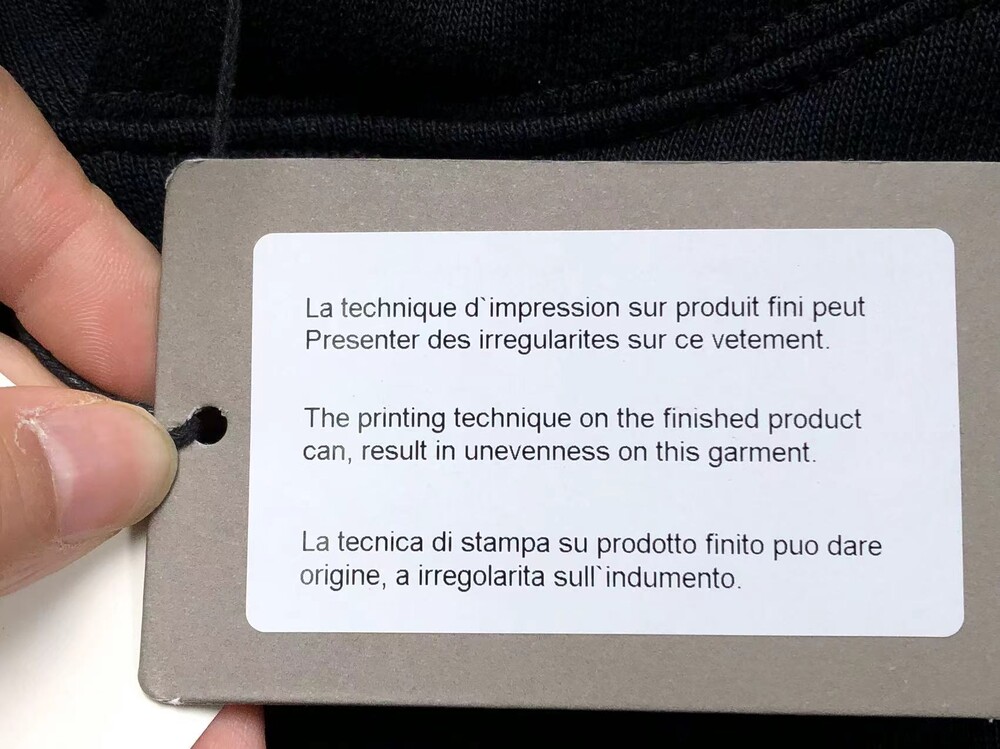 La technique d`impression sur produit fini peut
Presenter des irregularites sur ce vetement.
The printing technique on the finished product
can, result in unevenness on this garment.
La tecnica di stampa su prodotto finito puo dare
origine, a irregolarita sull`indumento.